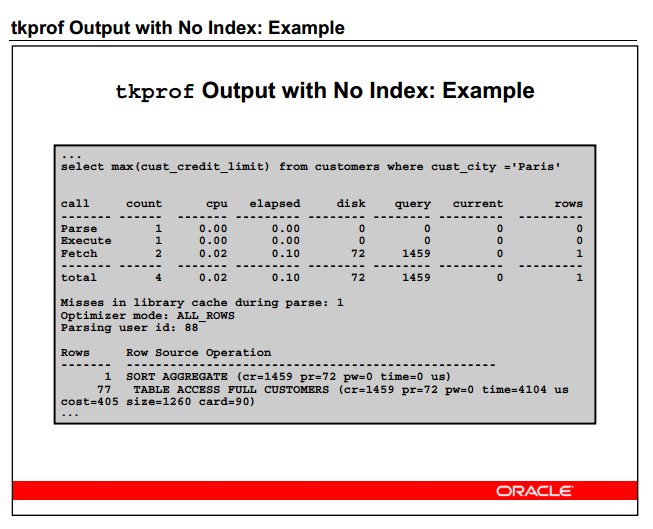 tkprof Output with No Index: Example
tkprof Output with No Index: Example
...
select max(cust_credit_limit) from customers where cust_city ='Paris'
call count cpu elapsed disk query current rows
------- ------ ------- --------- -------- -------- --------- ---------
Parse 1 0.00 0.00 0 0 0 0
Execute 1 0.00 0.00 0 0 0 0
Fetch 2 0.02 0.10 72 1459 0 1
------- ------ ------- --------- -------- -------- --------- ---------
total 4 0.02 0.10 72 1459 0 1
Misses in library cache during parse: 1
Optimizer mode: ALL_ROWS
Parsing user id: 88
Rows Row Source Operation
------- ---------------------------------------------------
1 SORT AGGREGATE (cr=1459 pr=72 pw=0 time=0 us)
77 TABLE ACCESS FULL CUSTOMERS (cr=1459 pr=72 pw=0 time=4104 us
cost=405 size=1260 card=90)
...
ORACLE